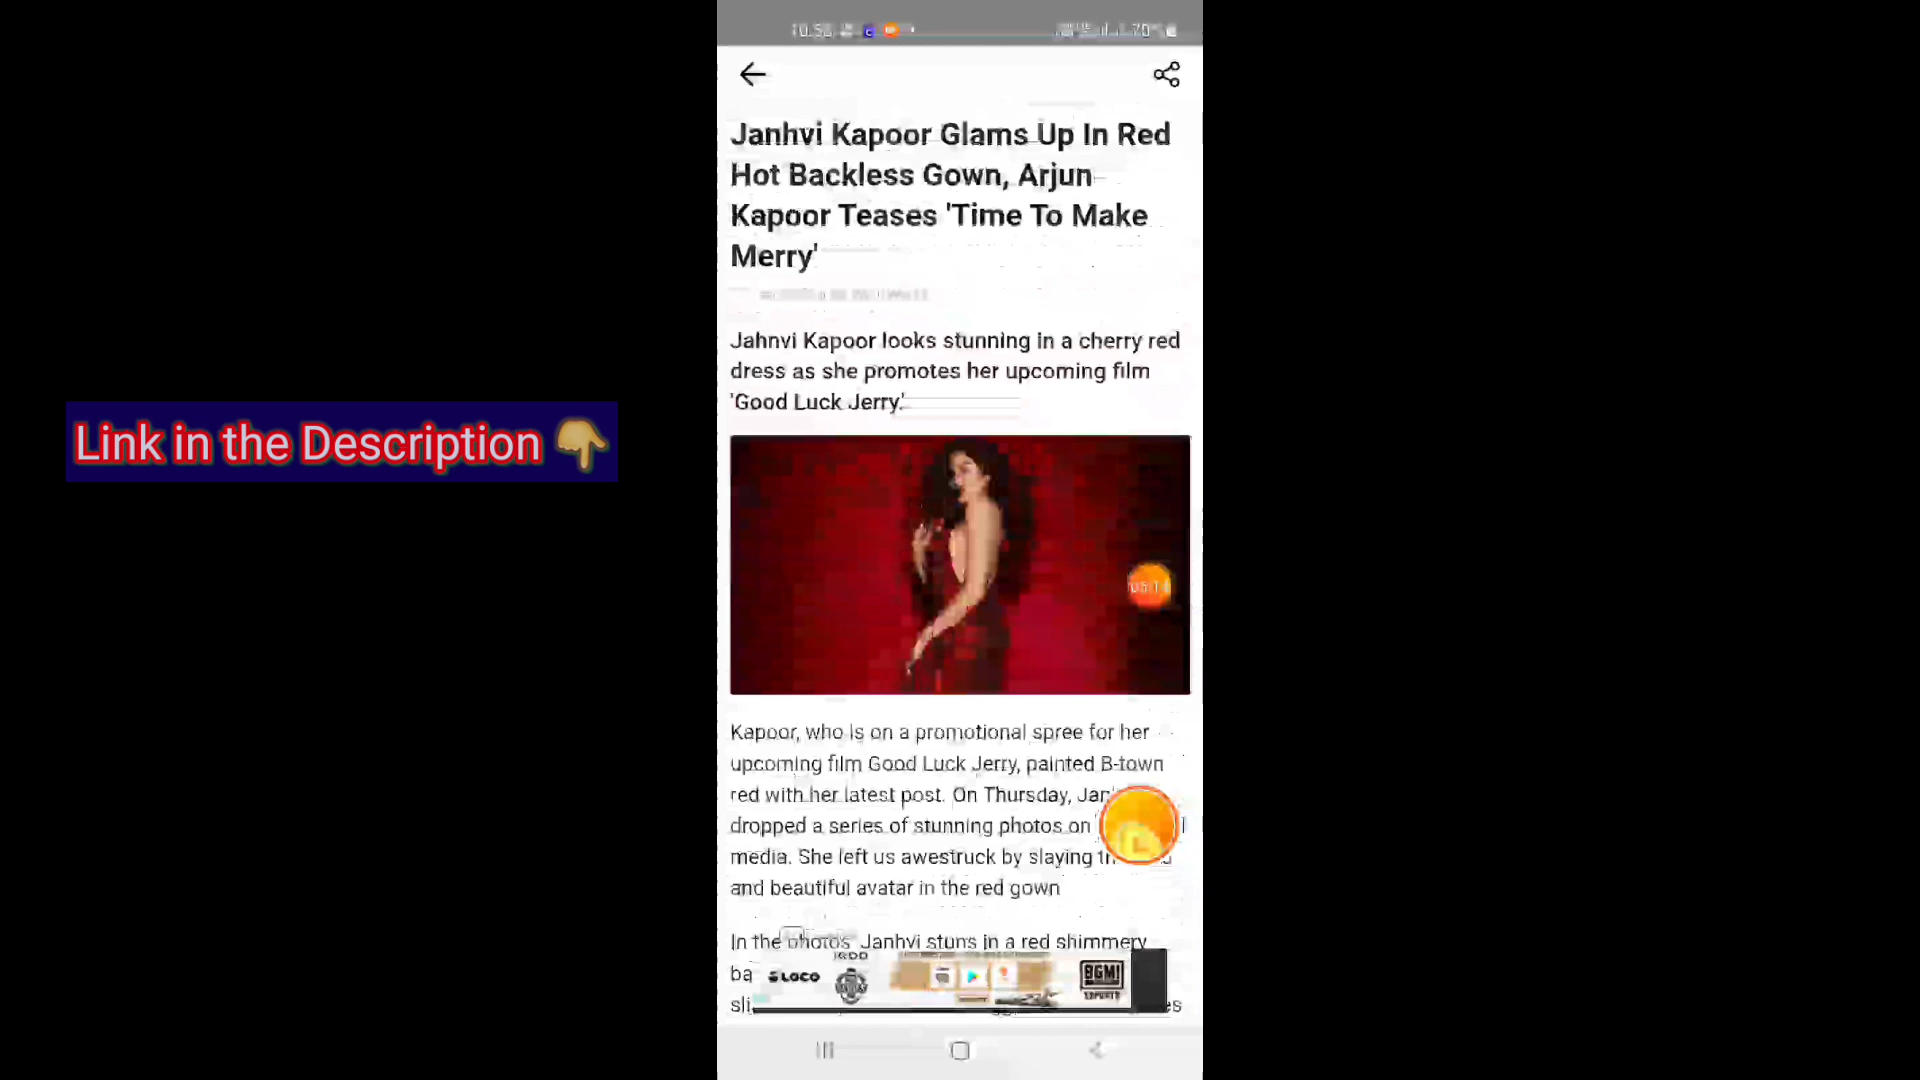 Link in the Description 👇
Janhvi Kapoor Glams Up In Red
Hot Backless Gown, Arjun
Kapoor Teases 'Time To Make
Merry'
Jahnvi Kapoor looks stunning in a cherry red
dress as she promotes her upcoming film
'Good Luck Jerry.'
Kapoor, who is on a promotional spree for her
upcoming film Good Luck Jerry, painted B-town
red with her latest post. On Thursday,
dropped a series of stunning photos on
media. She left us awestruck by slaying
and beautiful avatar in the red gown
In the photos Janhvi stuns in a red shimmery
LOCO
BGMI
ESPORTS